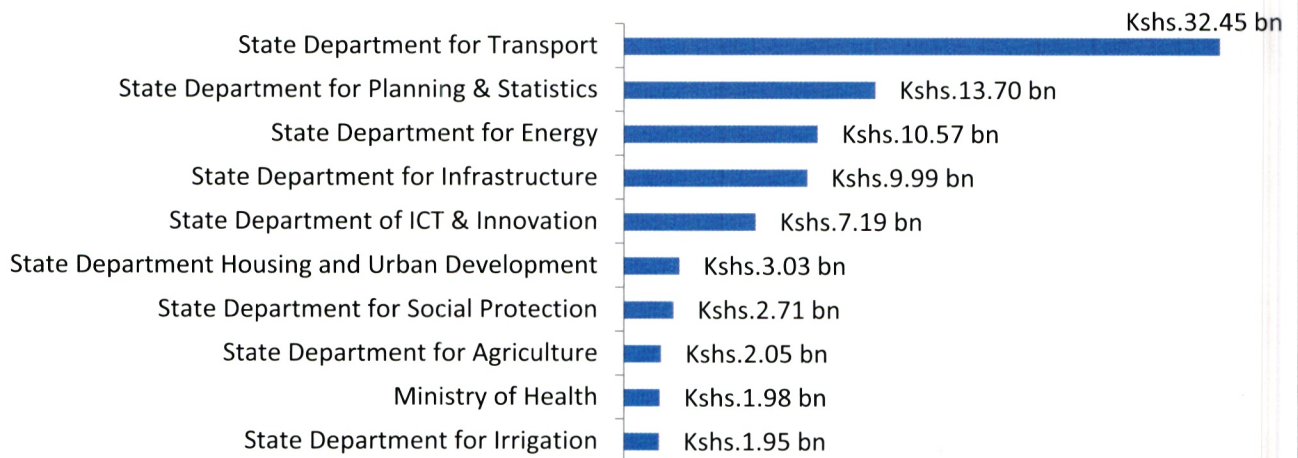 Kshs.32.45 bn
State Department for Transport
State Department for Planning & Statistics Kshs.13.70 bn
State Department for Energy Kshs.10.57 bn
State Department for Infrastructure Kshs.9.99 bn
State Department of ICT & Innovation Kshs.7.19 bn
State Department Housing and Urban Development Kshs.3.03 bn
State Department for Social Protection Kshs.2.71 bn
State Department for Agriculture Kshs.2.05 bn
Ministry of Health Kshs.1.98 bn
State Department for Irrigation Kshs.1.95 bn